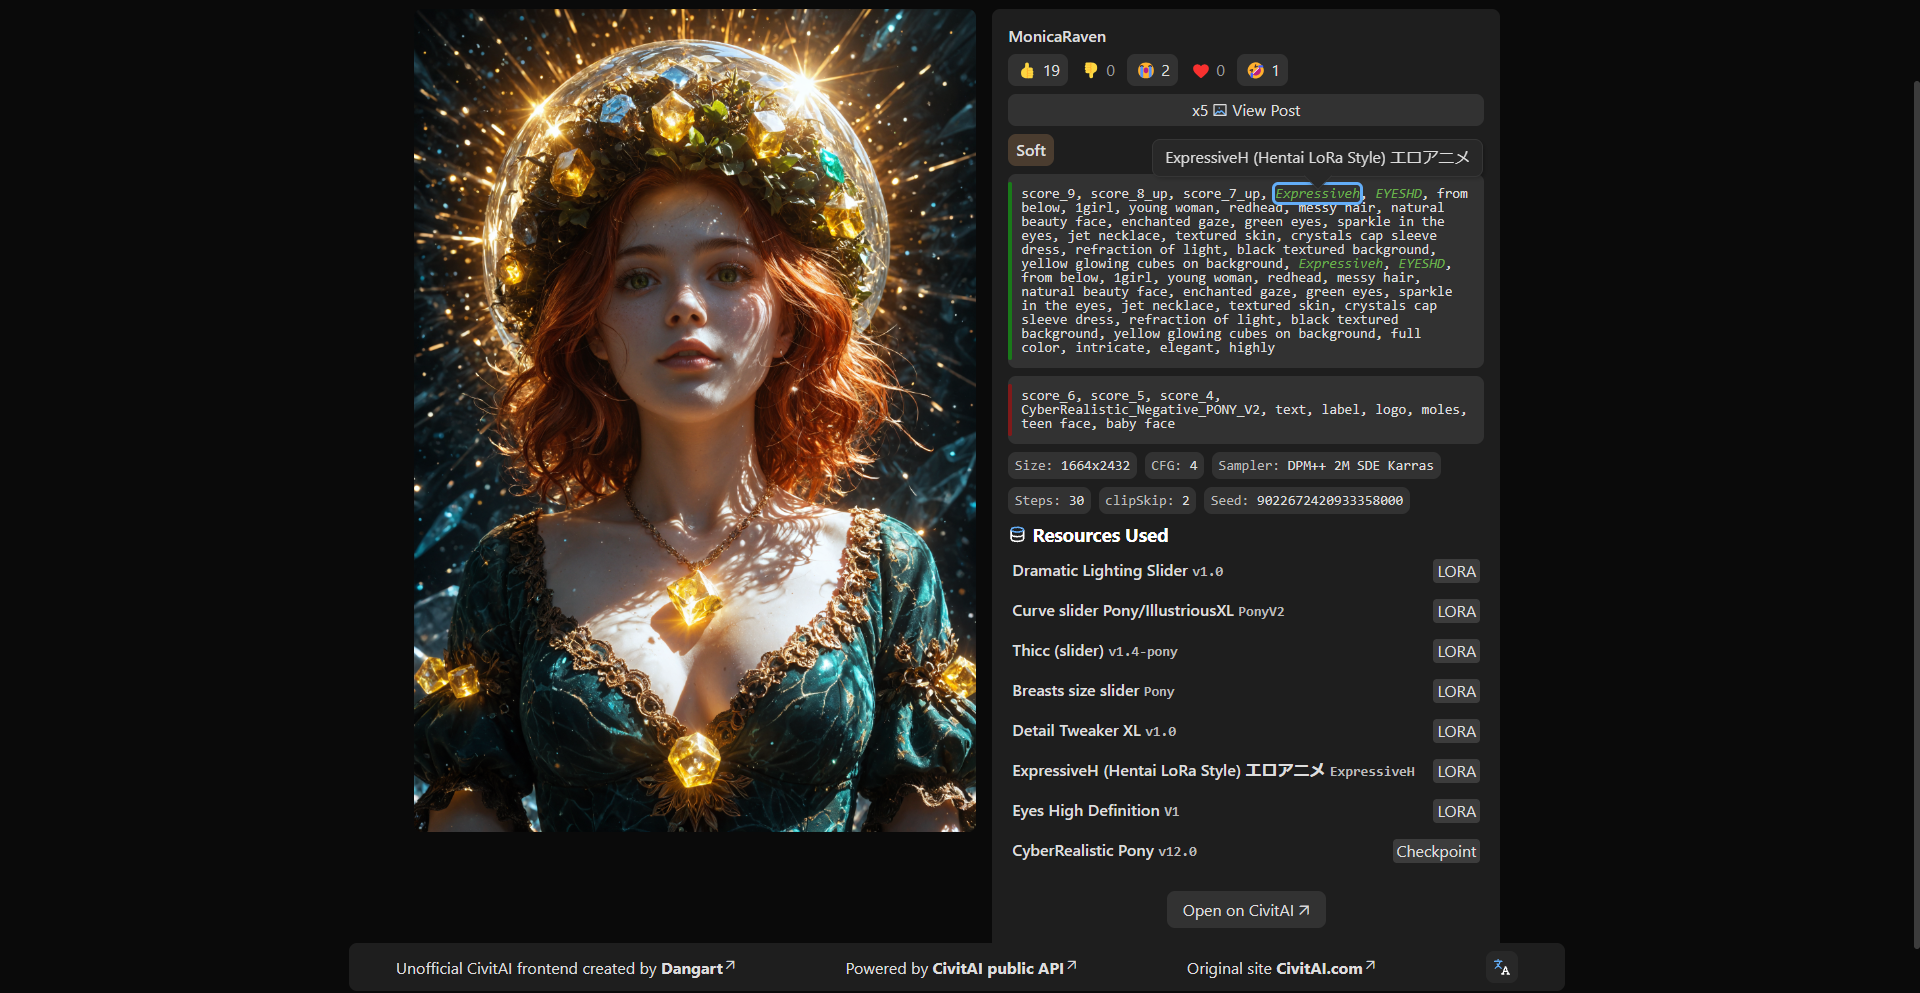 MonicaRaven
👍 19 👎 0 😭 2 ❤️ 0 🤣 1
x5 View Post
Soft
ExpressiveH (Hentai LoRa Style) エロアニメ
score_9, score_8_up, score_7_up, Expressiveh, EYESHD, from
below, 1girl, young woman, redhead, messy hair, natural
beauty face, enchanted gaze, green eyes, sparkle in the
eyes, jet necklace, textured skin, crystals cap sleeve
dress, refraction of light, black textured background,
yellow glowing cubes on background, Expressiveh, EYESHD,
from below, 1girl, young woman, redhead, messy hair,
natural beauty face, enchanted gaze, green eyes, sparkle
in the eyes, jet necklace, textured skin, crystals cap
sleeve dress, refraction of light, black textured
background, yellow glowing cubes on background, full
color, intricate, elegant, highly
score_6, score_5, score_4,
CyberRealistic_Negative_PONY_V2, text, label, logo, moles,
teen face, baby face
Size: 1664x2432 CFG: 4 Sampler: DPM++ 2M SDE Karras
Steps: 30 clipSkip: 2 Seed: 9022672420933358000
Resources Used
Dramatic Lighting Slider v1.0 LORA
Curve slider Pony/IllustriousXL PonyV2 LORA
Thicc (slider) v1.4-pony LORA
Breasts size slider Pony LORA
Detail Tweaker XL v1.0 LORA
ExpressiveH (Hentai LoRa Style) エロアニメ ExpressiveH LORA
Eyes High Definition V1 LORA
CyberRealistic Pony v12.0 Checkpoint
Open on CivitAI
Unofficial CivitAI frontend created by Dangart Powered by CivitAI public API Original site CivitAI.com